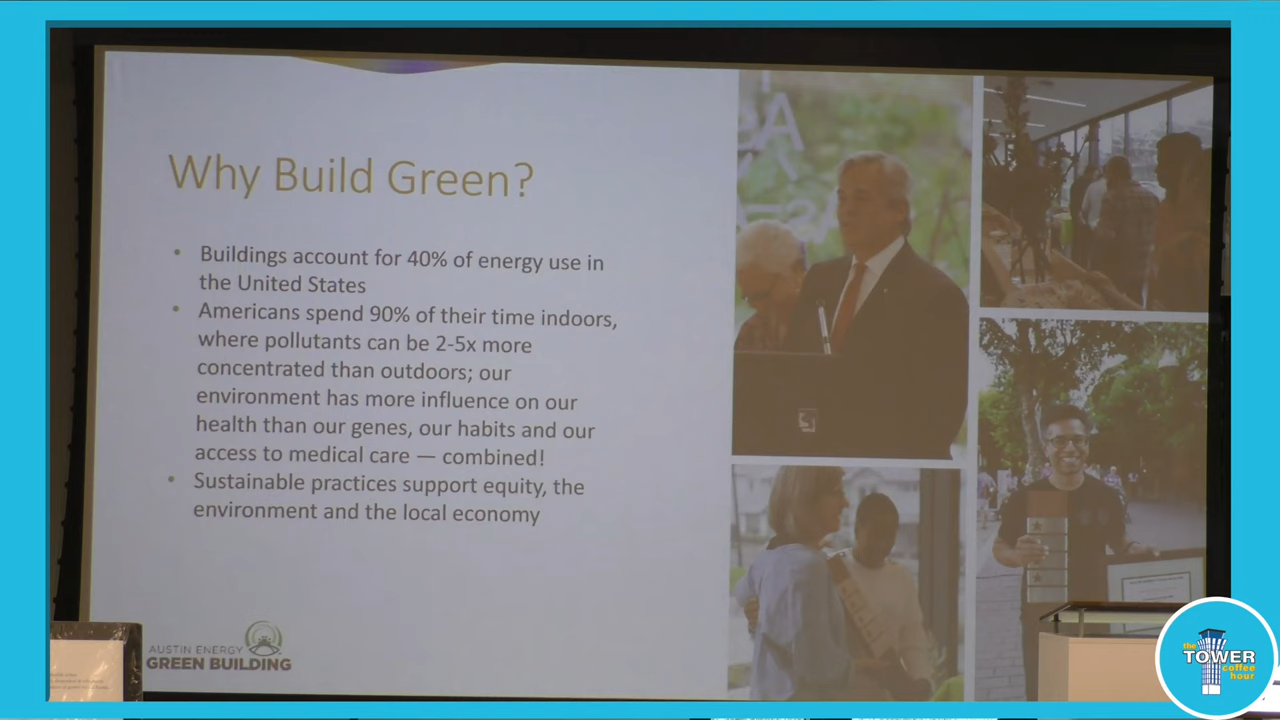 Why Build Green?
• Buildings account for 40% of energy use in
the United States
• Americans spend 90% of their time indoors,
where pollutants can be 2-5x more
concentrated than outdoors; our
environment has more influence on our
health than our genes, our habits and our
access to medical care — combined!
• Sustainable practices support equity, the
environment and the local economy
AUSTIN ENERGY
GREEN BUILDING
the
TOWER
coffee
hour